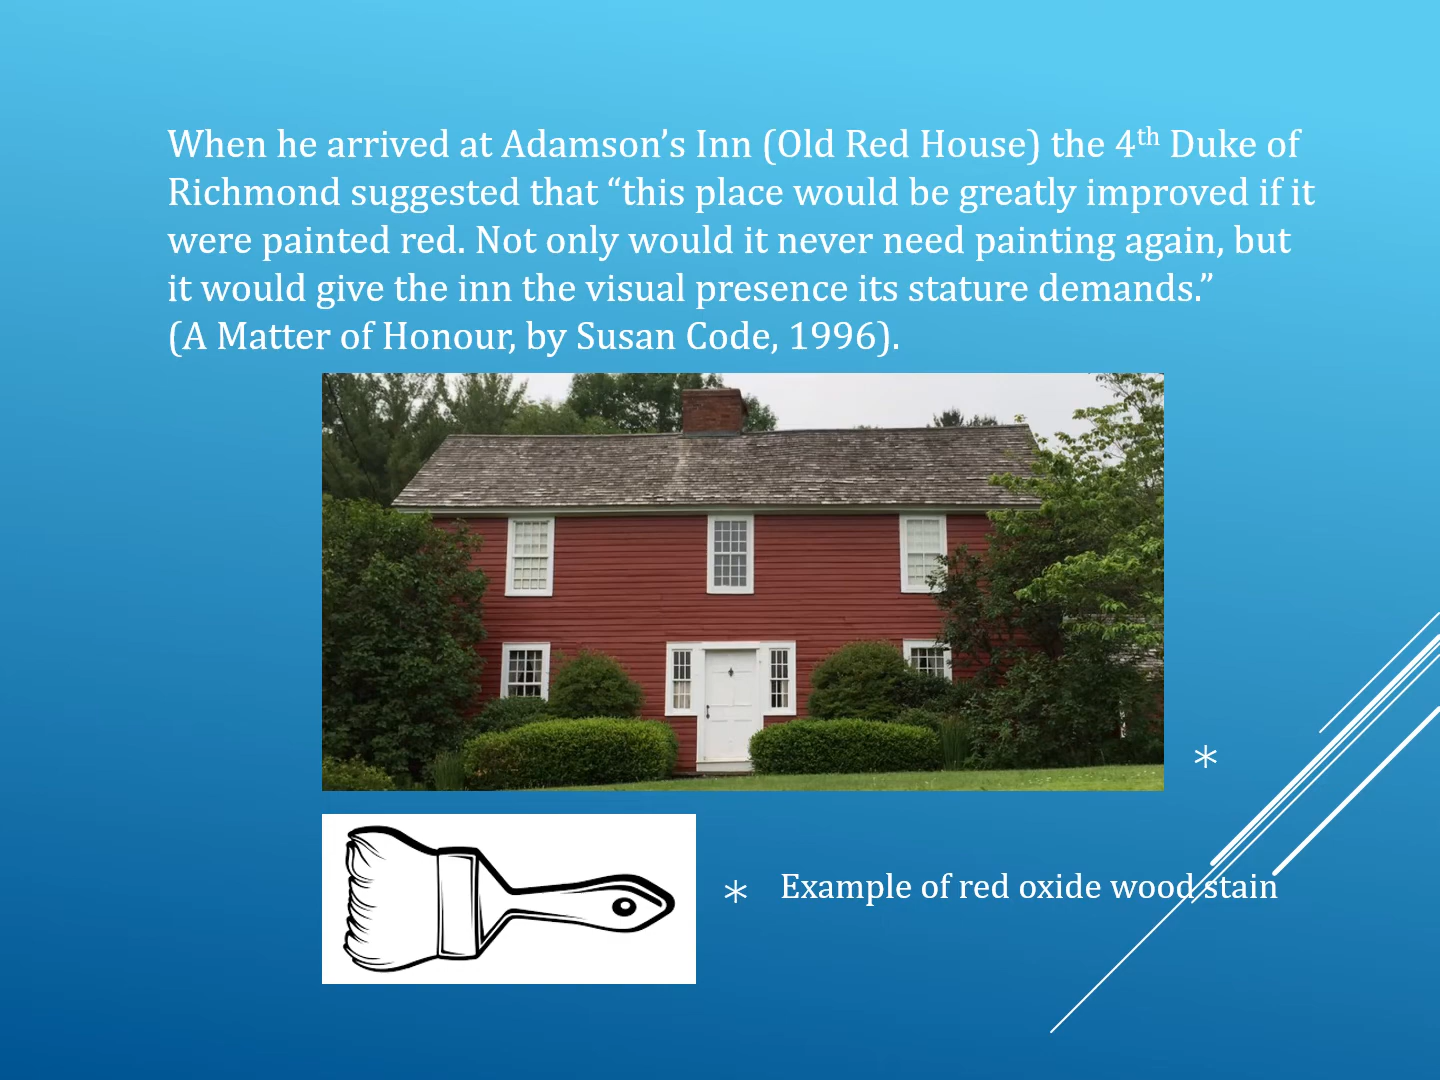 When he arrived at Adamson’s Inn (Old Red House) the 4th Duke of
Richmond suggested that “this place would be greatly improved if it
were painted red. Not only would it never need painting again, but
it would give the inn the visual presence its stature demands.”
(A Matter of Honour, by Susan Code, 1996).
*
* Example of red oxide wood stain